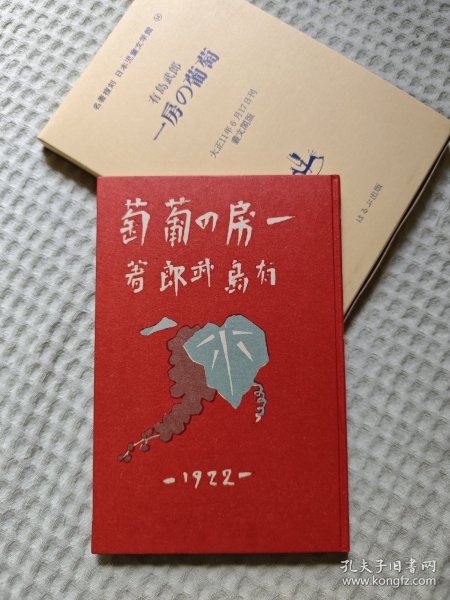 名著複刻 日本児童文学館 ⑭
有島武郎
一房の葡萄
大正11年6月17日刊
叢文閣版
ほるぷ出版
一房の葡萄
有島武郎著
-1922-
孔夫子旧书网
www.kongfz.com